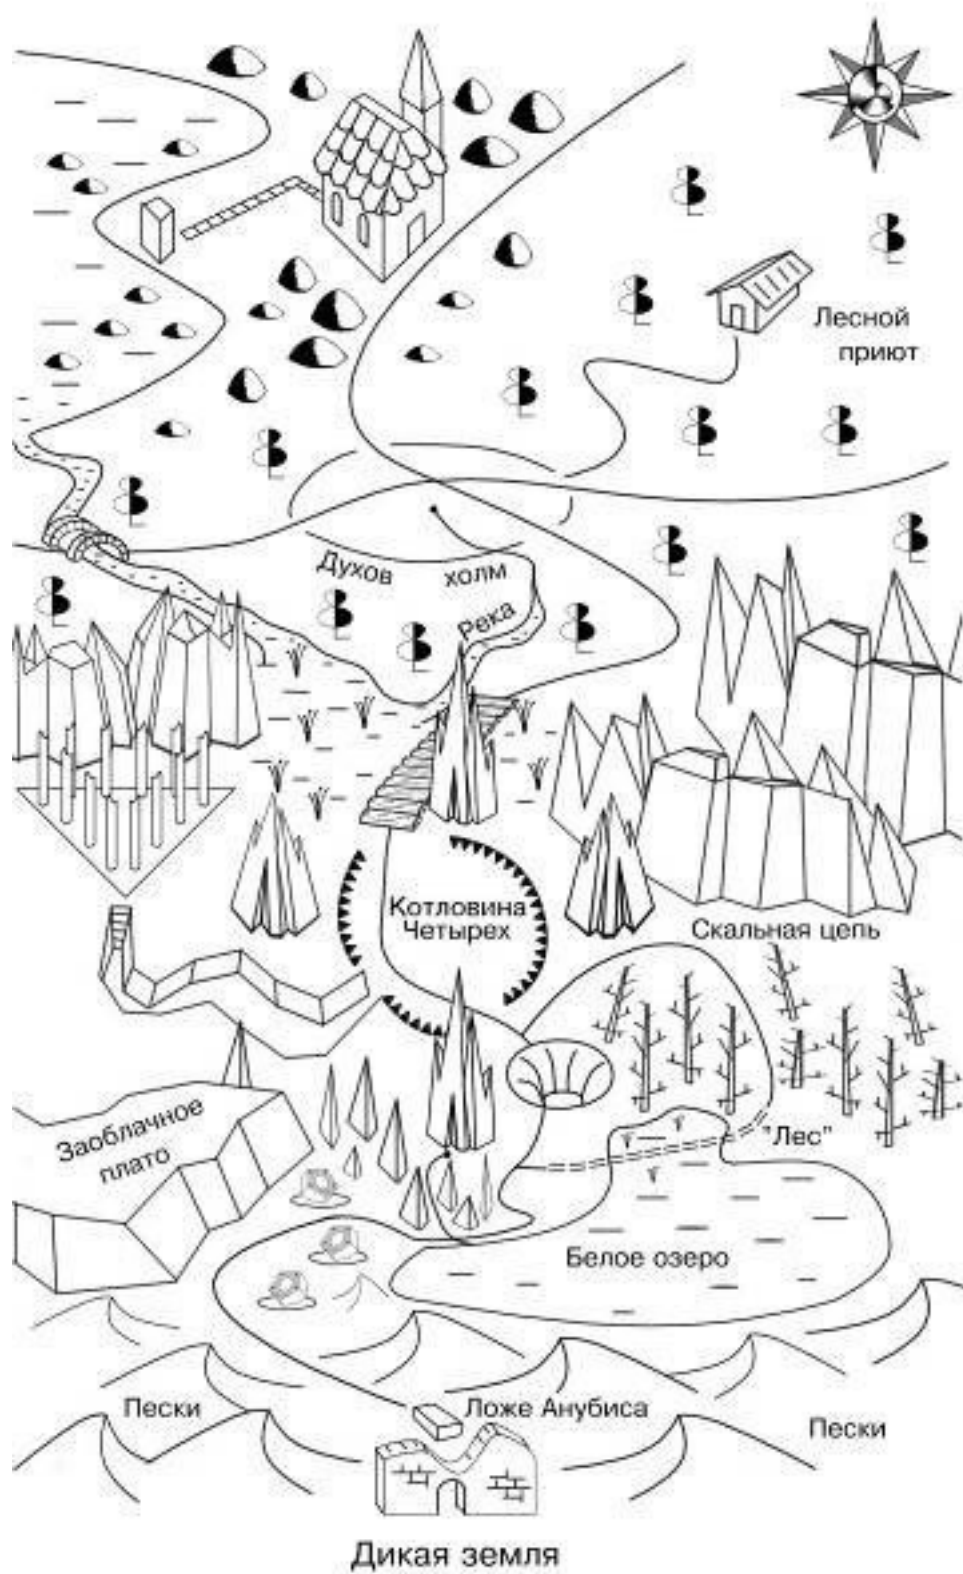 Лесной
приют
Духов холм
Река
Котловина
Четырех
Скальная цепь
Заоблачное
плато
"Лес"
Белое озеро
Пески
Ложе Анубиса
Пески
Дикая земля